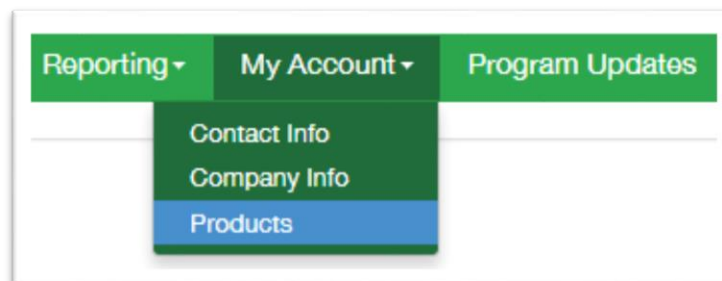 Reporting My Account Program Updates
Contact Info
Company Info
Products